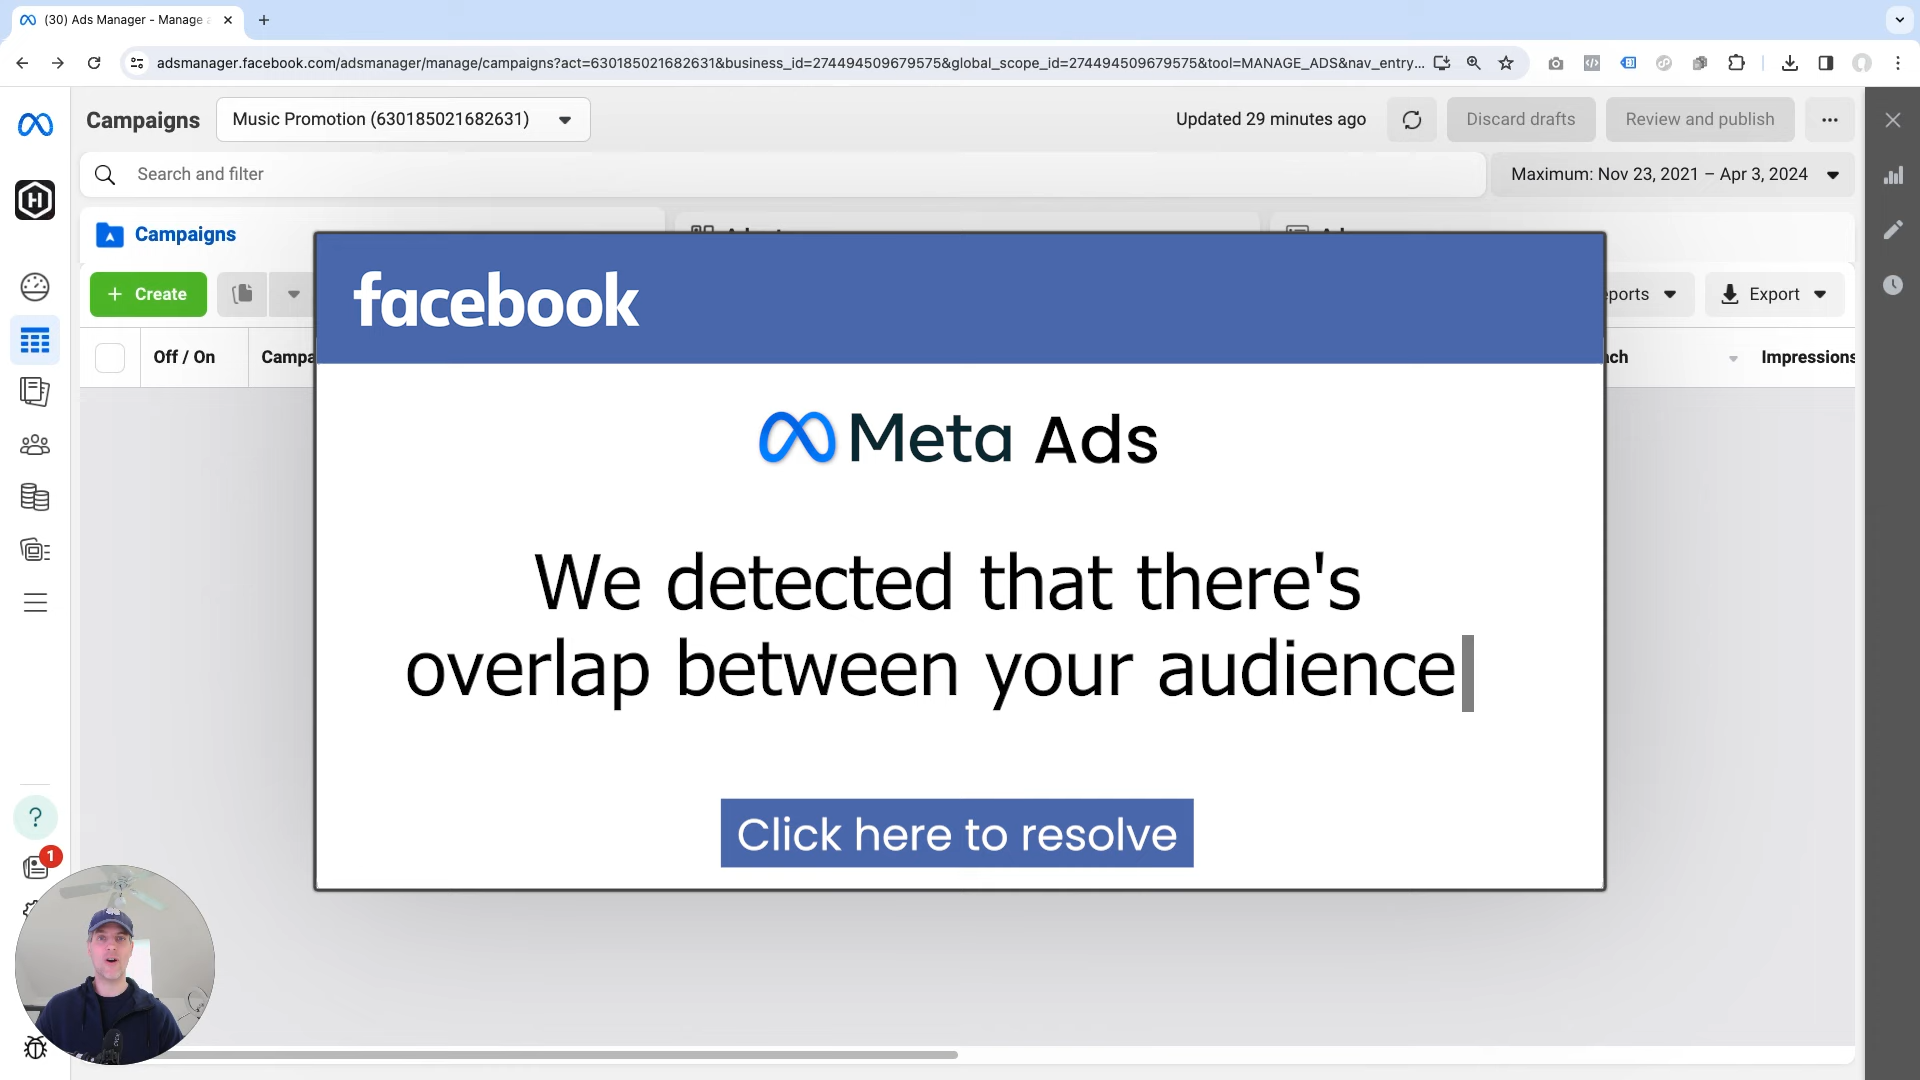 (30) Ads Manager - Manage a
adsmanager.facebook.com/adsmanager/manage/campaigns?act=630185021682631&business_id=274494509679575&global_scope_id=274494509679575&tool=MANAGE_ADS&nav_entry...
Campaigns
Music Promotion (630185021682631)
Updated 29 minutes ago
Discard drafts
Review and publish
Search and filter
Maximum: Nov 23, 2021 – Apr 3, 2024
Campaigns
+ Create
eports
Export
Off / On
Campa
ach
Impressions
facebook
Meta Ads
We detected that there's
overlap between your audience
Click here to resolve
?
1